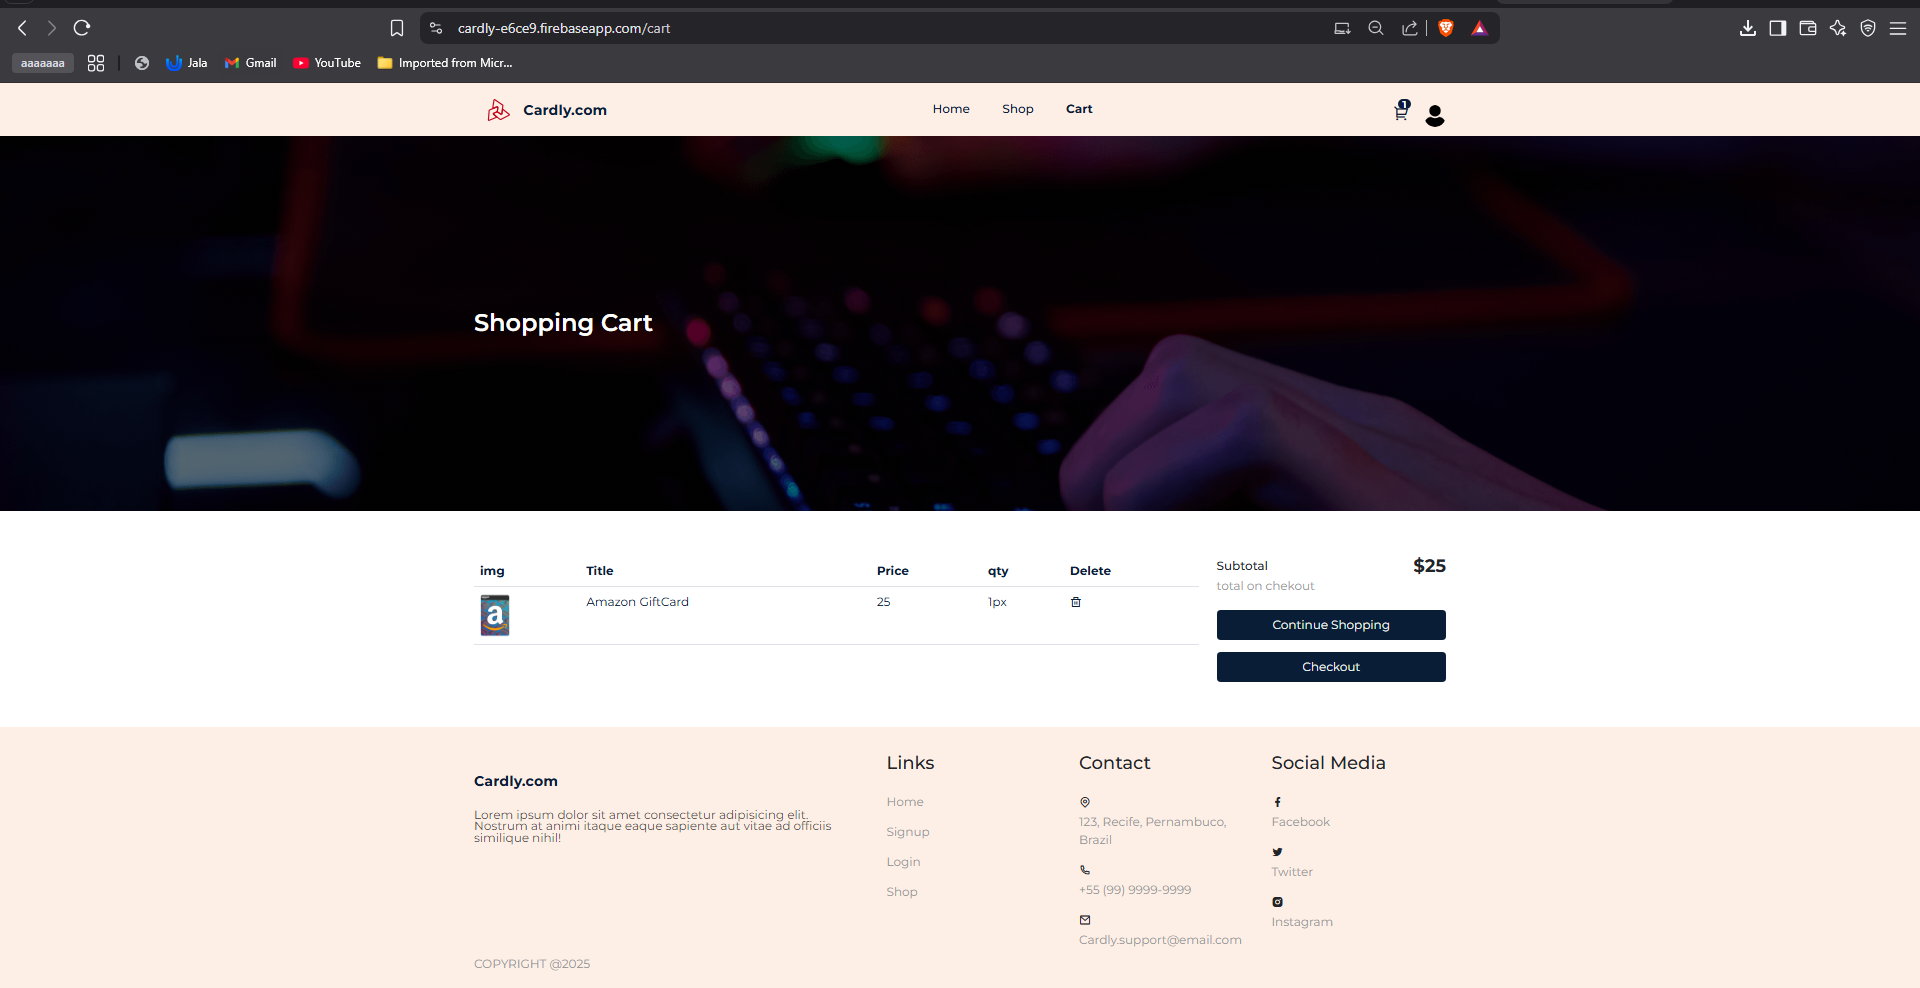 cardly-e6ce9.firebaseapp.com/cart
aaaaaaa
Jala
Gmail
YouTube
Imported from Micr...
Cardly.com
Home
Shop
Cart
1
Shopping Cart
img Title Price qty Delete
a
Amazon GiftCard 25 1px
Subtotal $25
total on chekout
Continue Shopping
Checkout
Cardly.com
Lorem ipsum dolor sit amet consectetur adipisicing elit.
Nostrum at animi itaque eaque sapiente aut vitae ad officiis
similique nihil!
COPYRIGHT @2025
Links
Home
Signup
Login
Shop
Contact
123, Recife, Pernambuco,
Brazil
+55 (99) 9999-9999
Cardly.support@email.com
Social Media
Facebook
Twitter
Instagram